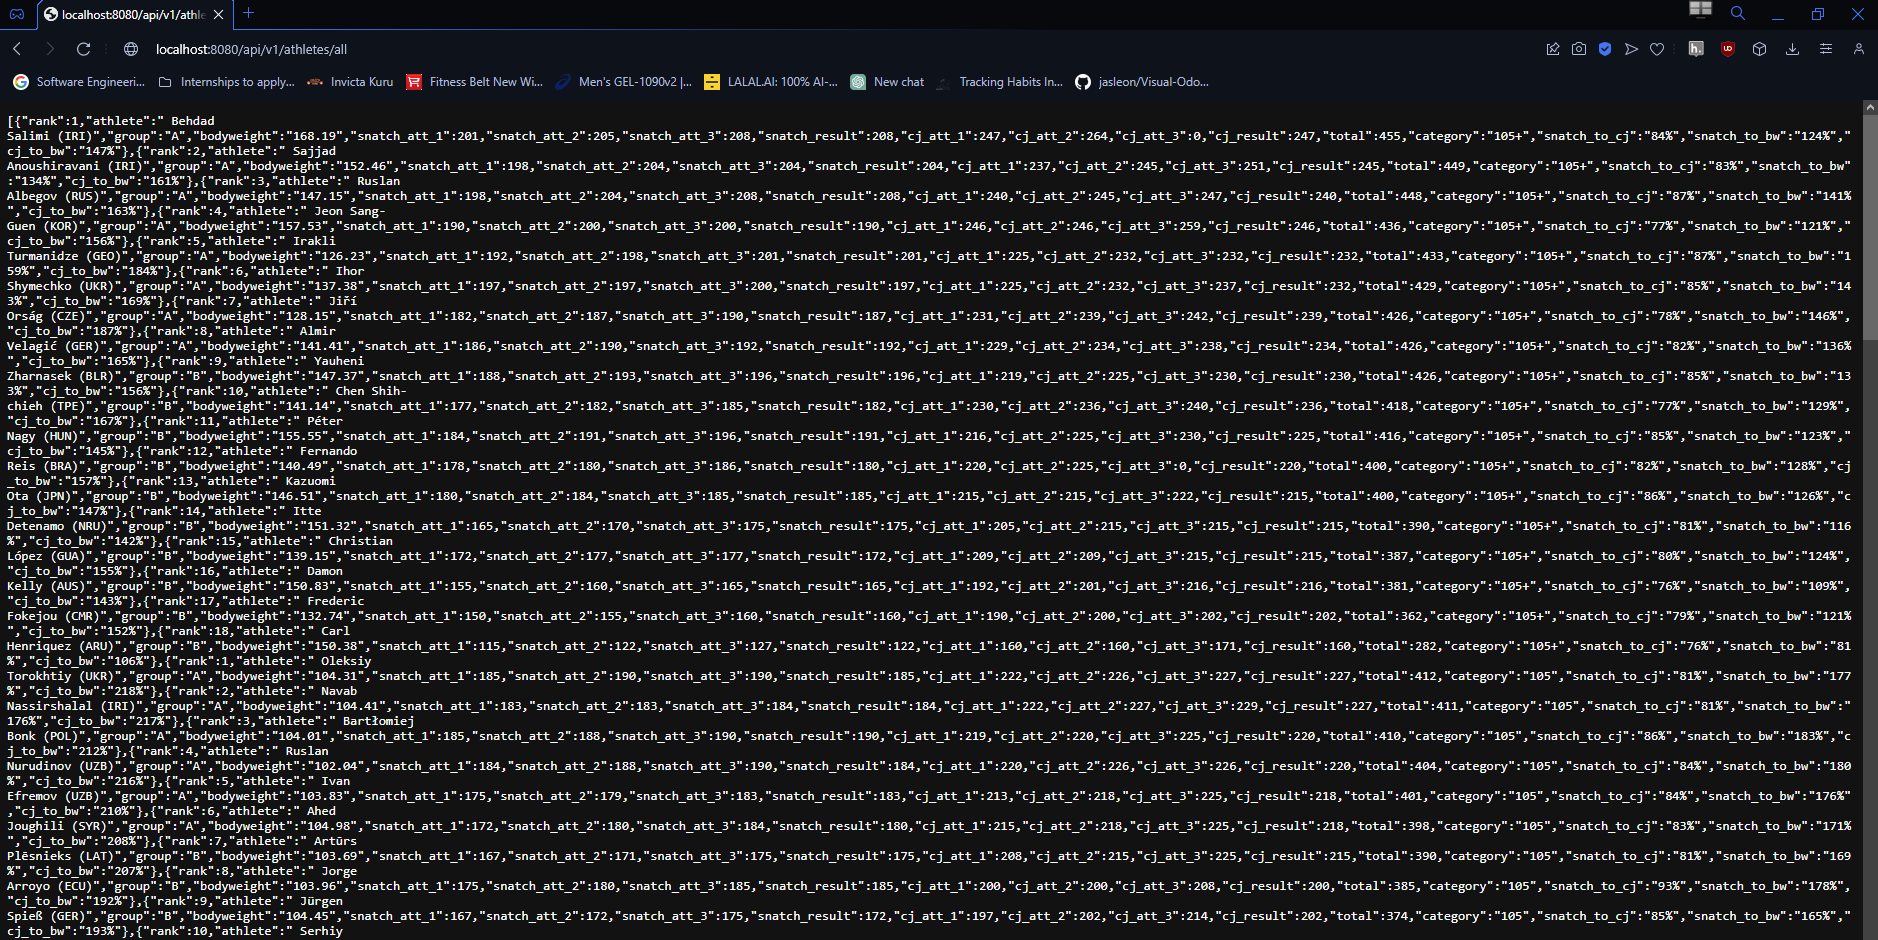 localhost:8080/api/v1/athle
localhost:8080/api/v1/athletes/all
Software Engineeri... Internships to apply... Invicta Kuru Fitness Belt New Wi... Men's GEL-1090v2 |... LALAL.AI: 100% AI-... New chat Tracking Habits In... jasleon/Visual-Odo...
[{"rank":1,"athlete":" Behdad
Salimi (IRI)","group":"A","bodyweight":"168.19","snatch_att_1":201,"snatch_att_2":205,"snatch_att_3":208,"snatch_result":208,"cj_att_1":247,"cj_att_2":264,"cj_att_3":0,"cj_result":247,"total":455,"category":"105+","snatch_to_cj":"84%","snatch_to_bw":"124%","
cj_to_bw":"147%"},{"rank":2,"athlete":" Sajjad
Anoushiravani (IRI)","group":"A","bodyweight":"152.46","snatch_att_1":198,"snatch_att_2":204,"snatch_att_3":204,"snatch_result":204,"cj_att_1":237,"cj_att_2":245,"cj_att_3":251,"cj_result":245,"total":449,"category":"105+","snatch_to_cj":"83%","snatch_to_bw"
:"134%","cj_to_bw":"161%"},{"rank":3,"athlete":" Ruslan
Albegov (RUS)","group":"A","bodyweight":"147.15","snatch_att_1":198,"snatch_att_2":204,"snatch_att_3":208,"snatch_result":208,"cj_att_1":240,"cj_att_2":245,"cj_att_3":247,"cj_result":240,"total":448,"category":"105+","snatch_to_cj":"87%","snatch_to_bw":"141%
","cj_to_bw":"163%"},{"rank":4,"athlete":" Jeon Sang-
Guen (KOR)","group":"A","bodyweight":"157.53","snatch_att_1":190,"snatch_att_2":200,"snatch_att_3":200,"snatch_result":190,"cj_att_1":246,"cj_att_2":246,"cj_att_3":259,"cj_result":246,"total":436,"category":"105+","snatch_to_cj":"77%","snatch_to_bw":"121%","
cj_to_bw":"156%"},{"rank":5,"athlete":" Irakli
Turmanidze (GEO)","group":"A","bodyweight":"126.23","snatch_att_1":192,"snatch_att_2":198,"snatch_att_3":201,"snatch_result":201,"cj_att_1":225,"cj_att_2":232,"cj_att_3":232,"cj_result":232,"total":433,"category":"105+","snatch_to_cj":"87%","snatch_to_bw":"1
59%","cj_to_bw":"184%"},{"rank":6,"athlete":" Ihor
Shymechko (UKR)","group":"A","bodyweight":"137.38","snatch_att_1":197,"snatch_att_2":197,"snatch_att_3":200,"snatch_result":197,"cj_att_1":225,"cj_att_2":232,"cj_att_3":237,"cj_result":232,"total":429,"category":"105+","snatch_to_cj":"85%","snatch_to_bw":"14
3%","cj_to_bw":"169%"},{"rank":7,"athlete":" Jiří
Orság (CZE)","group":"A","bodyweight":"128.15","snatch_att_1":182,"snatch_att_2":187,"snatch_att_3":190,"snatch_result":187,"cj_att_1":231,"cj_att_2":239,"cj_att_3":242,"cj_result":239,"total":426,"category":"105+","snatch_to_cj":"78%","snatch_to_bw":"146%",
"cj_to_bw":"187%"},{"rank":8,"athlete":" Almir
Velagić (GER)","group":"A","bodyweight":"141.41","snatch_att_1":186,"snatch_att_2":190,"snatch_att_3":192,"snatch_result":192,"cj_att_1":229,"cj_att_2":234,"cj_att_3":238,"cj_result":234,"total":426,"category":"105+","snatch_to_cj":"82%","snatch_to_bw":"136%
","cj_to_bw":"165%"},{"rank":9,"athlete":" Yauheni
Zharnasek (BLR)","group":"B","bodyweight":"147.37","snatch_att_1":188,"snatch_att_2":193,"snatch_att_3":196,"snatch_result":196,"cj_att_1":219,"cj_att_2":225,"cj_att_3":230,"cj_result":230,"total":426,"category":"105+","snatch_to_cj":"85%","snatch_to_bw":"13
3%","cj_to_bw":"156%"},{"rank":10,"athlete":" Chen Shih-
chieh (TPE)","group":"B","bodyweight":"141.14","snatch_att_1":177,"snatch_att_2":182,"snatch_att_3":185,"snatch_result":182,"cj_att_1":230,"cj_att_2":236,"cj_att_3":240,"cj_result":236,"total":418,"category":"105+","snatch_to_cj":"77%","snatch_to_bw":"129%",
"cj_to_bw":"167%"},{"rank":11,"athlete":" Péter
Nagy (HUN)","group":"B","bodyweight":"155.55","snatch_att_1":184,"snatch_att_2":191,"snatch_att_3":196,"snatch_result":191,"cj_att_1":216,"cj_att_2":225,"cj_att_3":230,"cj_result":225,"total":416,"category":"105+","snatch_to_cj":"85%","snatch_to_bw":"123%","
cj_to_bw":"145%"},{"rank":12,"athlete":" Fernando
Reis (BRA)","group":"B","bodyweight":"140.49","snatch_att_1":178,"snatch_att_2":180,"snatch_att_3":186,"snatch_result":180,"cj_att_1":220,"cj_att_2":225,"cj_att_3":0,"cj_result":220,"total":400,"category":"105+","snatch_to_cj":"82%","snatch_to_bw":"128%","cj
_to_bw":"157%"},{"rank":13,"athlete":" Kazuomi
Ota (JPN)","group":"B","bodyweight":"146.51","snatch_att_1":180,"snatch_att_2":184,"snatch_att_3":185,"snatch_result":185,"cj_att_1":215,"cj_att_2":215,"cj_att_3":222,"cj_result":215,"total":400,"category":"105+","snatch_to_cj":"86%","snatch_to_bw":"126%","c
j_to_bw":"147%"},{"rank":14,"athlete":" Itte
Detenamo (NRU)","group":"B","bodyweight":"151.32","snatch_att_1":165,"snatch_att_2":170,"snatch_att_3":175,"snatch_result":175,"cj_att_1":205,"cj_att_2":215,"cj_att_3":215,"cj_result":215,"total":390,"category":"105+","snatch_to_cj":"81%","snatch_to_bw":"116
%","cj_to_bw":"142%"},{"rank":15,"athlete":" Christian
López (GUA)","group":"B","bodyweight":"139.15","snatch_att_1":172,"snatch_att_2":177,"snatch_att_3":177,"snatch_result":172,"cj_att_1":209,"cj_att_2":209,"cj_att_3":215,"cj_result":215,"total":387,"category":"105+","snatch_to_cj":"80%","snatch_to_bw":"124%",
"cj_to_bw":"155%"},{"rank":16,"athlete":" Damon
Kelly (AUS)","group":"B","bodyweight":"150.83","snatch_att_1":155,"snatch_att_2":160,"snatch_att_3":165,"snatch_result":165,"cj_att_1":192,"cj_att_2":201,"cj_att_3":216,"cj_result":216,"total":381,"category":"105+","snatch_to_cj":"76%","snatch_to_bw":"109%",
"cj_to_bw":"143%"},{"rank":17,"athlete":" Frederic
Fokejou (CMR)","group":"B","bodyweight":"132.74","snatch_att_1":150,"snatch_att_2":155,"snatch_att_3":160,"snatch_result":160,"cj_att_1":190,"cj_att_2":200,"cj_att_3":202,"cj_result":202,"total":362,"category":"105+","snatch_to_cj":"79%","snatch_to_bw":"121%
","cj_to_bw":"152%"},{"rank":18,"athlete":" Carl
Henriquez (ARU)","group":"B","bodyweight":"150.38","snatch_att_1":115,"snatch_att_2":122,"snatch_att_3":127,"snatch_result":122,"cj_att_1":160,"cj_att_2":160,"cj_att_3":171,"cj_result":160,"total":282,"category":"105+","snatch_to_cj":"76%","snatch_to_bw":"81
%","cj_to_bw":"106%"},{"rank":1,"athlete":" Oleksiy
Torokhtiy (UKR)","group":"A","bodyweight":"104.31","snatch_att_1":185,"snatch_att_2":190,"snatch_att_3":190,"snatch_result":185,"cj_att_1":222,"cj_att_2":226,"cj_att_3":227,"cj_result":227,"total":412,"category":"105","snatch_to_cj":"81%","snatch_to_bw":"177
%","cj_to_bw":"218%"},{"rank":2,"athlete":" Navab
Nassirshalal (IRI)","group":"A","bodyweight":"104.41","snatch_att_1":183,"snatch_att_2":183,"snatch_att_3":184,"snatch_result":184,"cj_att_1":222,"cj_att_2":227,"cj_att_3":229,"cj_result":227,"total":411,"category":"105","snatch_to_cj":"81%","snatch_to_bw":"
176%","cj_to_bw":"217%"},{"rank":3,"athlete":" Bartłomiej
Bonk (POL)","group":"A","bodyweight":"104.01","snatch_att_1":185,"snatch_att_2":188,"snatch_att_3":190,"snatch_result":190,"cj_att_1":219,"cj_att_2":220,"cj_att_3":225,"cj_result":220,"total":410,"category":"105","snatch_to_cj":"86%","snatch_to_bw":"183%","c
j_to_bw":"212%"},{"rank":4,"athlete":" Ruslan
Nurudinov (UZB)","group":"A","bodyweight":"102.04","snatch_att_1":184,"snatch_att_2":188,"snatch_att_3":190,"snatch_result":184,"cj_att_1":220,"cj_att_2":226,"cj_att_3":226,"cj_result":220,"total":404,"category":"105","snatch_to_cj":"84%","snatch_to_bw":"180
%","cj_to_bw":"216%"},{"rank":5,"athlete":" Ivan
Efremov (UZB)","group":"A","bodyweight":"103.83","snatch_att_1":175,"snatch_att_2":179,"snatch_att_3":183,"snatch_result":183,"cj_att_1":213,"cj_att_2":218,"cj_att_3":225,"cj_result":218,"total":401,"category":"105","snatch_to_cj":"84%","snatch_to_bw":"176%"
,"cj_to_bw":"210%"},{"rank":6,"athlete":" Ahed
Joughili (SYR)","group":"A","bodyweight":"104.98","snatch_att_1":172,"snatch_att_2":180,"snatch_att_3":184,"snatch_result":180,"cj_att_1":215,"cj_att_2":218,"cj_att_3":225,"cj_result":218,"total":398,"category":"105","snatch_to_cj":"83%","snatch_to_bw":"171%
","cj_to_bw":"208%"},{"rank":7,"athlete":" Artūrs
Plēsnieks (LAT)","group":"B","bodyweight":"103.69","snatch_att_1":167,"snatch_att_2":171,"snatch_att_3":175,"snatch_result":175,"cj_att_1":208,"cj_att_2":215,"cj_att_3":225,"cj_result":215,"total":390,"category":"105","snatch_to_cj":"81%","snatch_to_bw":"169
%","cj_to_bw":"207%"},{"rank":8,"athlete":" Jorge
Arroyo (ECU)","group":"B","bodyweight":"103.96","snatch_att_1":175,"snatch_att_2":180,"snatch_att_3":185,"snatch_result":185,"cj_att_1":200,"cj_att_2":200,"cj_att_3":208,"cj_result":200,"total":385,"category":"105","snatch_to_cj":"93%","snatch_to_bw":"178%",
"cj_to_bw":"192%"},{"rank":9,"athlete":" Jürgen
Spieß (GER)","group":"B","bodyweight":"104.45","snatch_att_1":167,"snatch_att_2":172,"snatch_att_3":175,"snatch_result":172,"cj_att_1":197,"cj_att_2":202,"cj_att_3":214,"cj_result":202,"total":374,"category":"105","snatch_to_cj":"85%","snatch_to_bw":"165%","
cj_to_bw":"193%"},{"rank":10,"athlete":" Serhiy